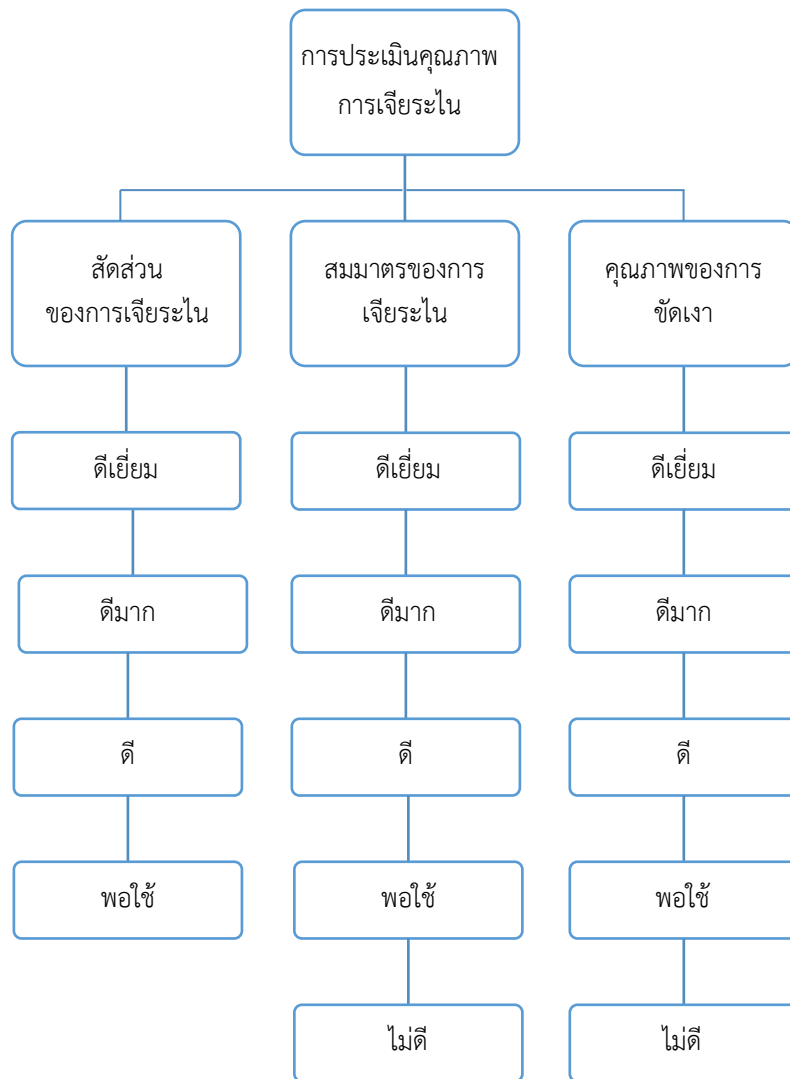 การประเมินคุณภาพ
การเจียระไน
สัดส่วน
ของการเจียระไน
สมมาตรของการ
เจียระไน
คุณภาพของการ
ขัดเงา
ดีเยี่ยม
ดีเยี่ยม
ดีเยี่ยม
ดีมาก
ดีมาก
ดีมาก
ดี
ดี
ดี
พอใช้
พอใช้
พอใช้
ไม่ดี
ไม่ดี